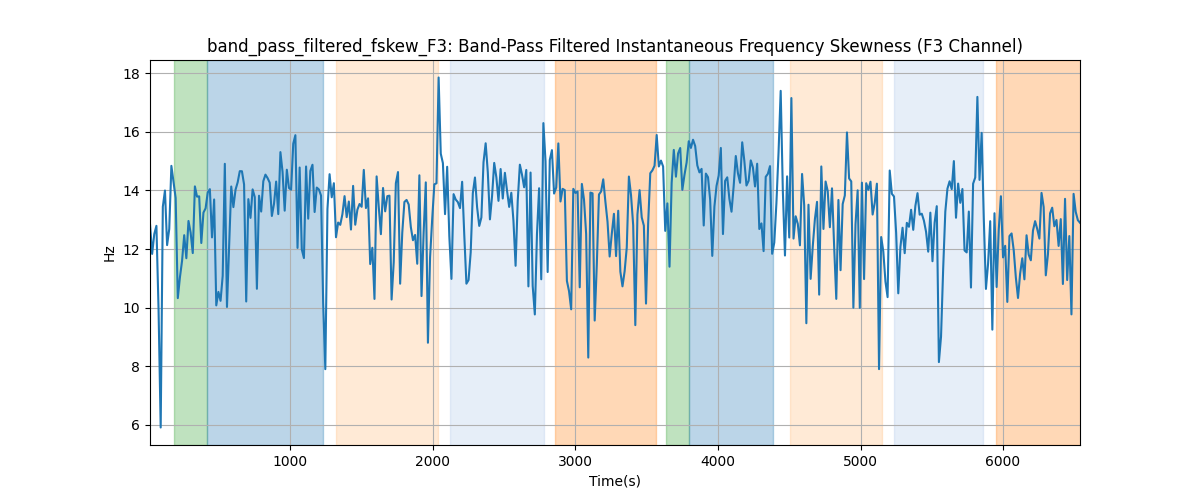 band_pass_filtered_fskew_F3: Band-Pass Filtered Instantaneous Frequency Skewness (F3 Channel)
18
16
14
12
10
8
6
Hz
1000 2000 3000 4000 5000 6000
Time(s)